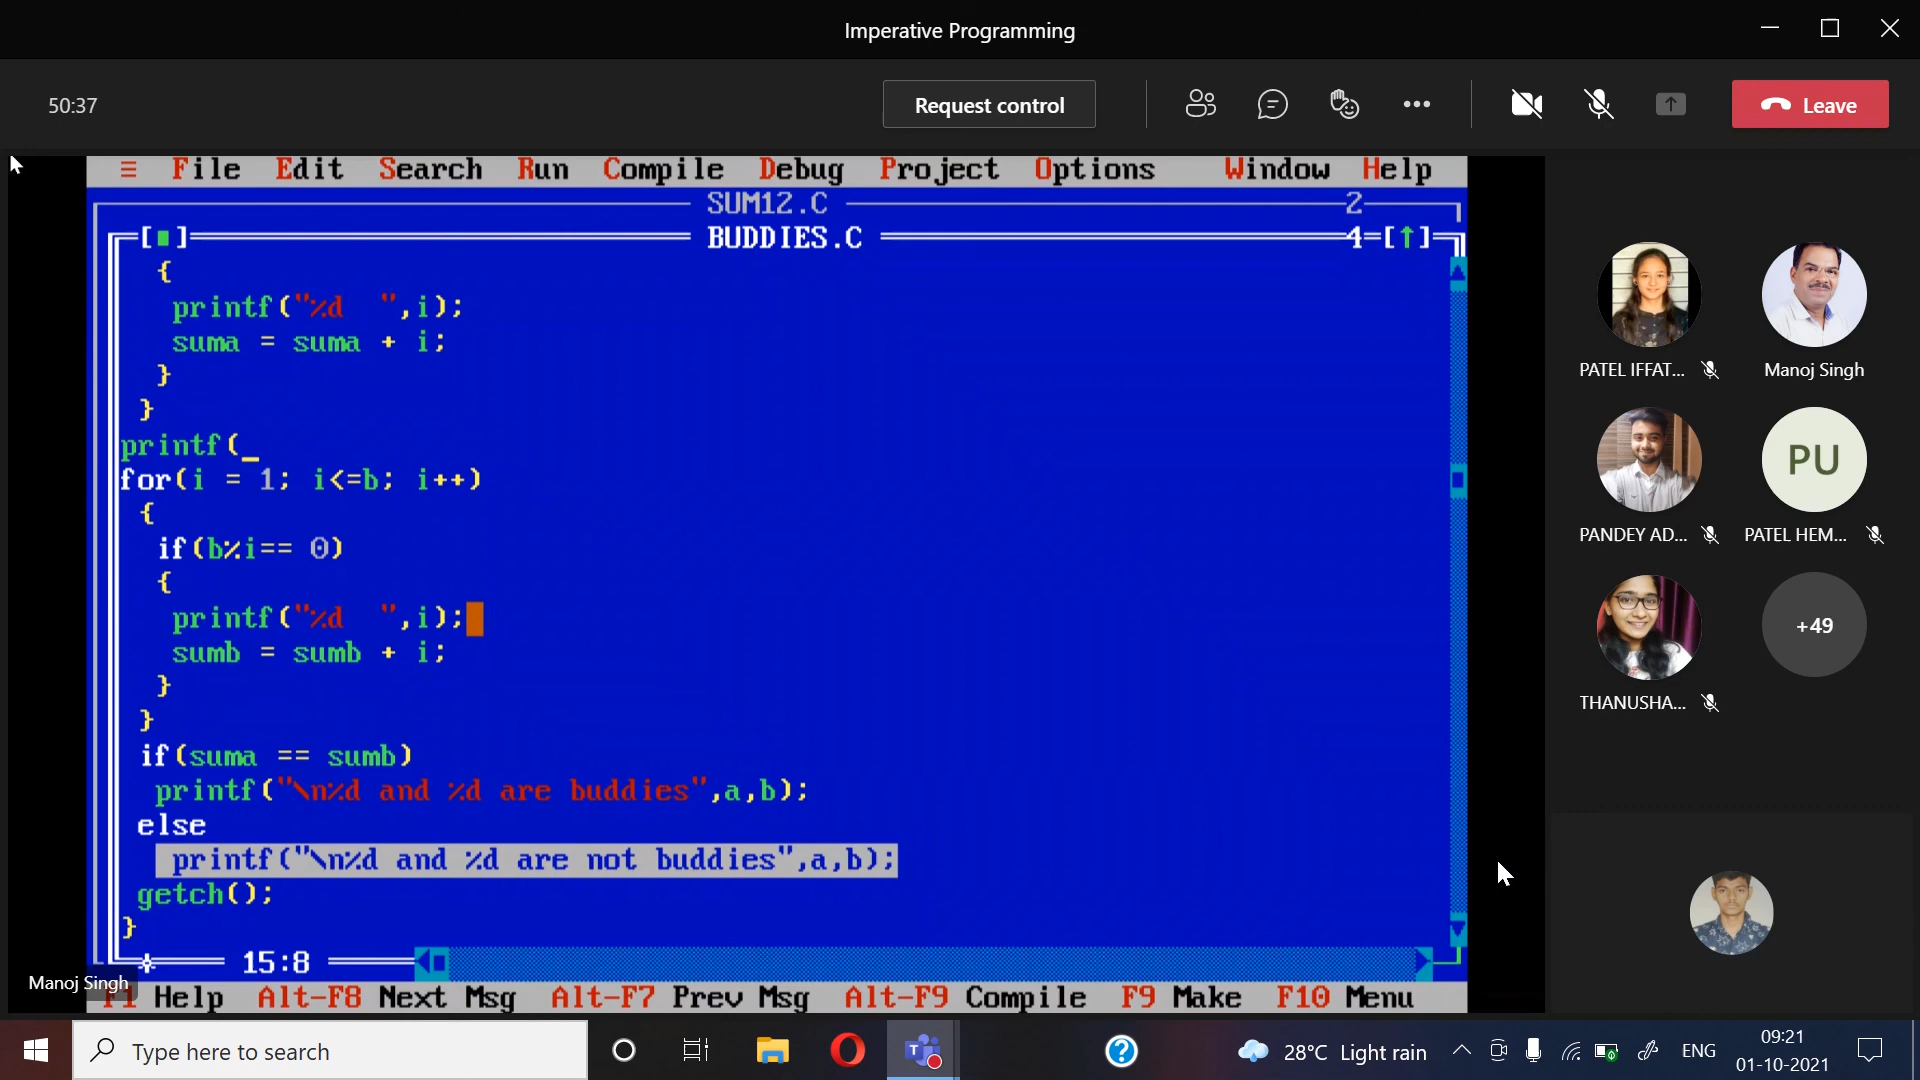 Imperative Programming
50:37
Request control
Leave
≡ File Edit Search Run Compile Debug Project Options Window Help
SUM12.C 2
[■] BUDDIES.C 4=[↑]
{
printf("%d  ",i);
suma = suma + i;
}
}
printf(_
for(i = 1; i<=b; i++)
{
if(b%i== 0)
{
printf("%d  ",i);
sumb = sumb + i;
}
}
if(suma == sumb)
printf("\n%d and %d are buddies",a,b);
else
printf("\n%d and %d are not buddies",a,b);
getch();
}
15:8
F1 Help Alt-F8 Next Msg Alt-F7 Prev Msg Alt-F9 Compile F9 Make F10 Menu
Manoj Singh
PATEL IFFAT...
Manoj Singh
PU
PANDEY AD...
PATEL HEM...
+49
THANUSHA...
Type here to search
28°C Light rain
ENG
09:21
01-10-2021